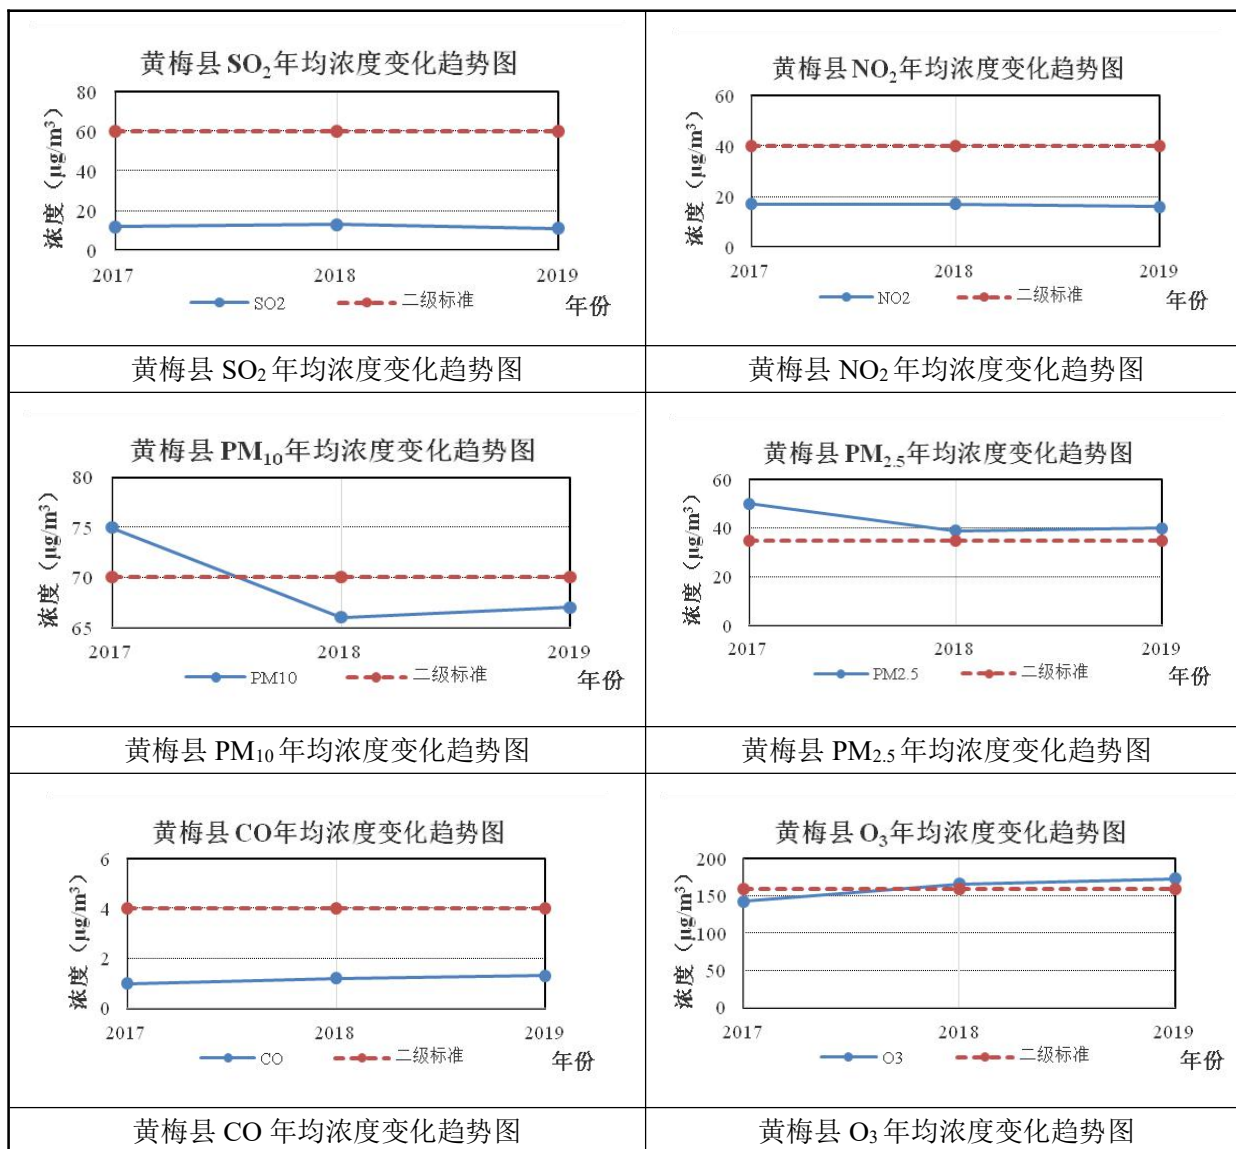 黄梅县 SO₂年均浓度变化趋势图
浓度（μg/m³）
80
60
40
20
0
2017 2018 2019
SO2 二级标准 年份
黄梅县 SO₂ 年均浓度变化趋势图
黄梅县 NO₂年均浓度变化趋势图
浓度（μg/m³）
60
40
20
0
2017 2018 2019
NO2 二级标准 年份
黄梅县 NO₂ 年均浓度变化趋势图
黄梅县 PM₁₀年均浓度变化趋势图
浓度（μg/m³）
80
75
70
65
2017 2018 2019
PM10 二级标准 年份
黄梅县 PM₁₀ 年均浓度变化趋势图
黄梅县 PM₂.₅年均浓度变化趋势图
浓度（μg/m³）
60
40
20
0
2017 2018 2019
PM2.5 二级标准 年份
黄梅县 PM₂.₅ 年均浓度变化趋势图
黄梅县 CO年均浓度变化趋势图
浓度（μg/m³）
6
4
2
0
2017 2018 2019
CO 二级标准 年份
黄梅县 CO 年均浓度变化趋势图
黄梅县 O₃年均浓度变化趋势图
浓度（μg/m³）
200
150
100
50
0
2017 2018 2019
O3 二级标准 年份
黄梅县 O₃ 年均浓度变化趋势图